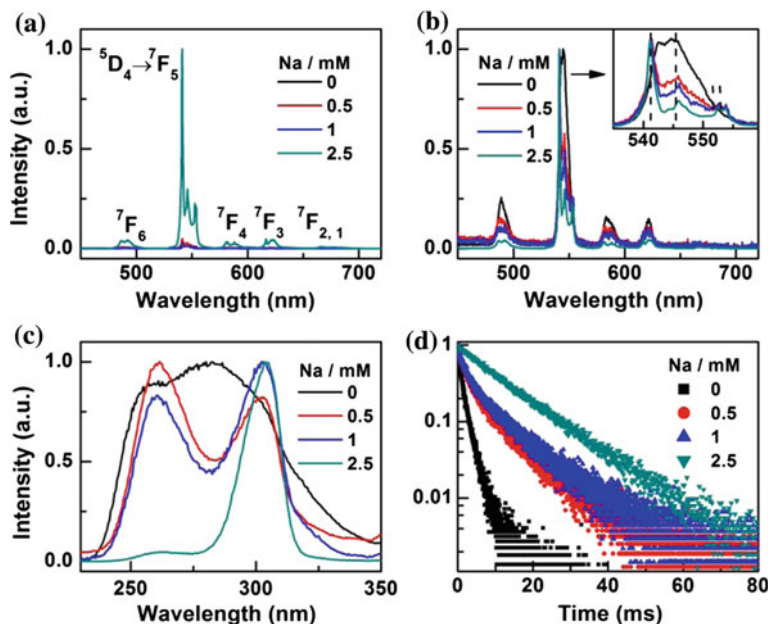 (a)
Intensity (a.u.)
1.0
0.5
0.0
⁵D₄→⁷F₅
Na / mM
0
0.5
1
2.5
⁷F₆
⁷F₄
⁷F₃
⁷F₂, ₁
500
600
700
Wavelength (nm)
(b)
1.0
0.5
0.0
Na / mM
0
0.5
1
2.5
540
550
500
600
700
Wavelength (nm)
(c)
Intensity (a.u.)
1.0
0.5
0.0
Na / mM
0
0.5
1
2.5
250
300
350
Wavelength (nm)
(d)
1
0.1
0.01
Na / mM
0
0.5
1
2.5
0
20
40
60
80
Time (ms)